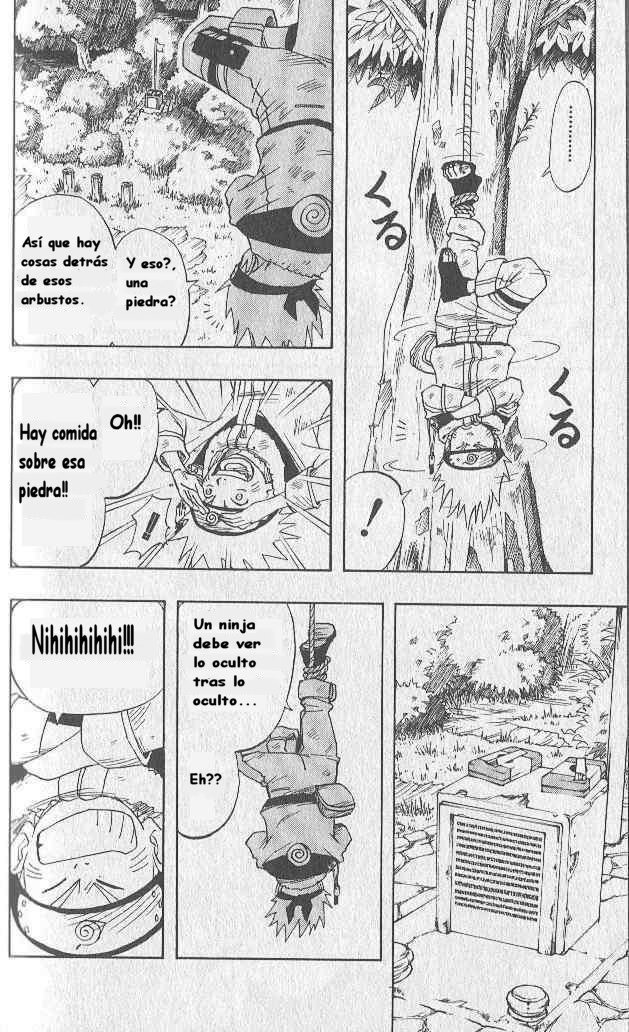 .........
くる
くる
!
Y eso?,
una
piedra?
Así que hay
cosas detrás
de esos
arbustos.
Oh!!
Hay comida
sobre esa
piedra!!
!!
Un ninja
debe ver
lo oculto
tras lo
oculto...
Eh??
Nihihihihihi!!!